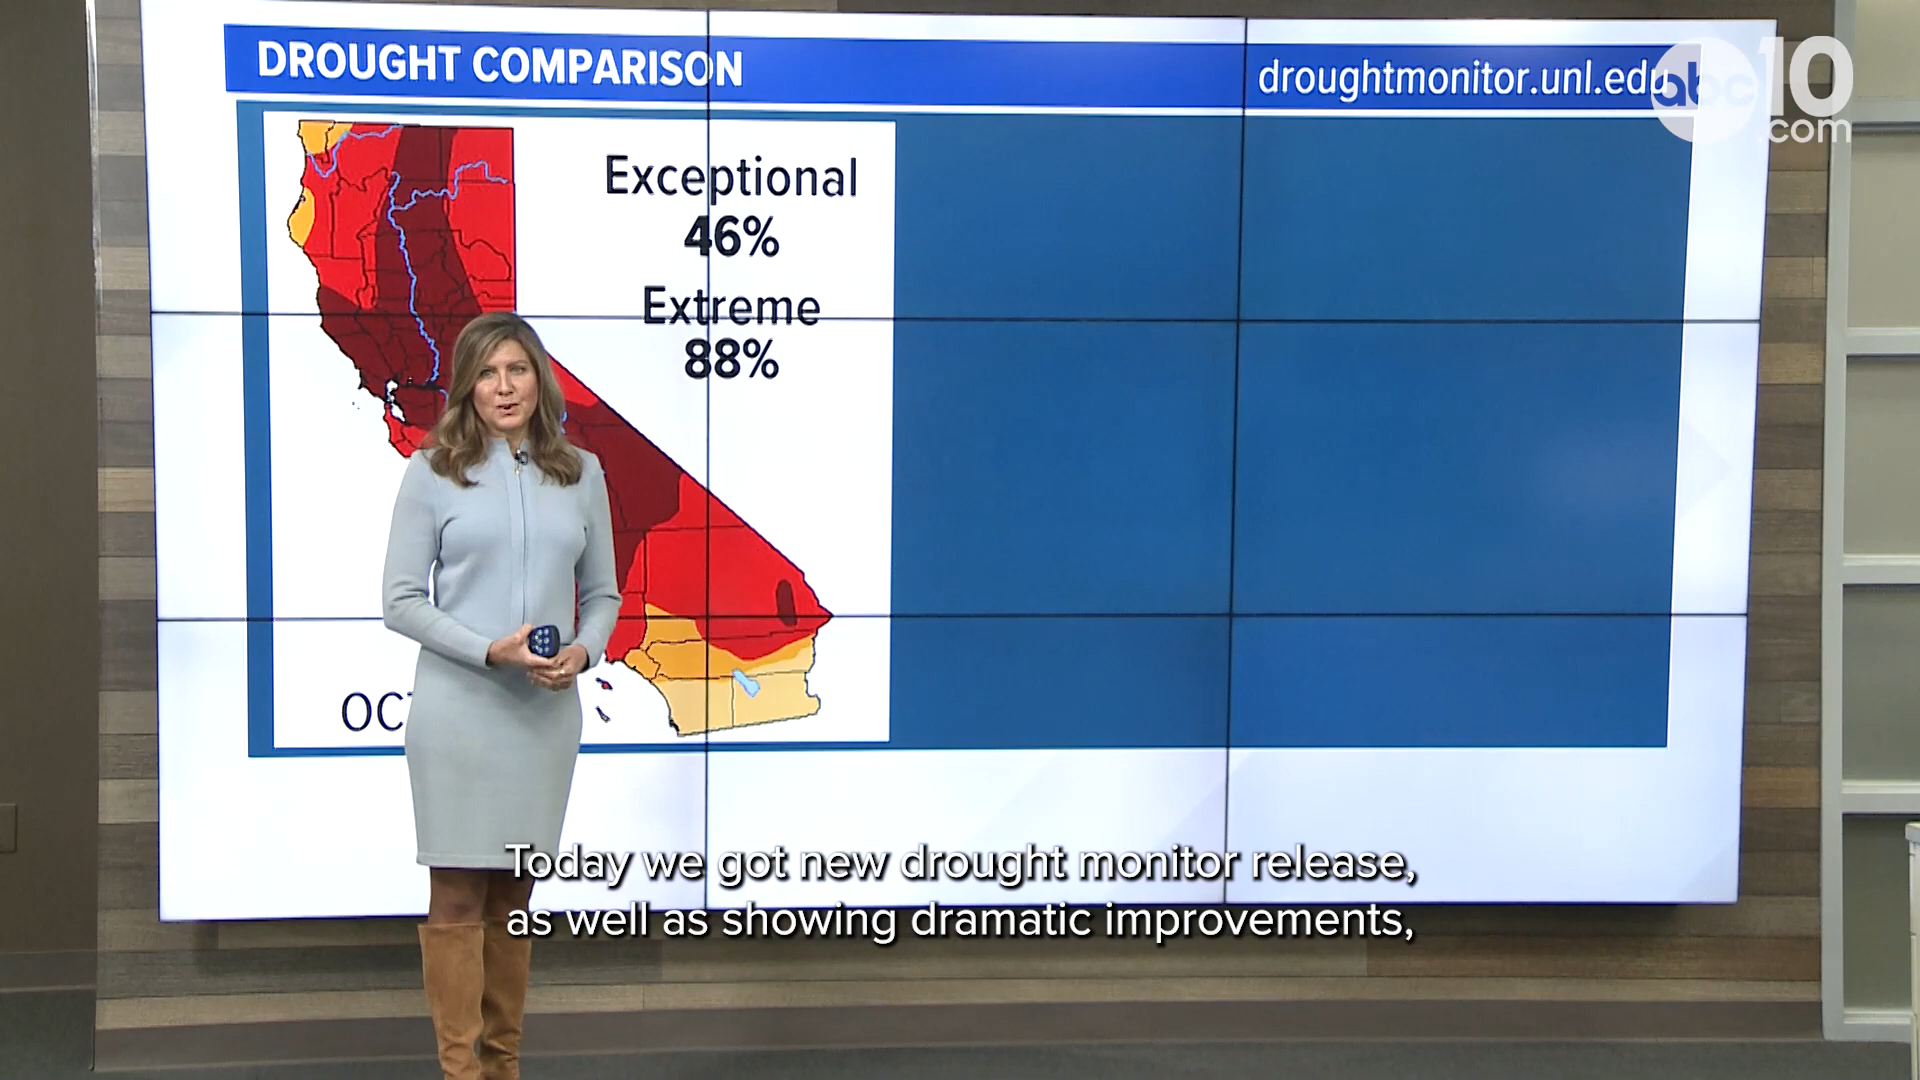 DROUGHT COMPARISON
droughtmonitor.unl.edu
abc10
.com
Exceptional
46%
Extreme
88%
Today we got new drought monitor release,
as well as showing dramatic improvements,